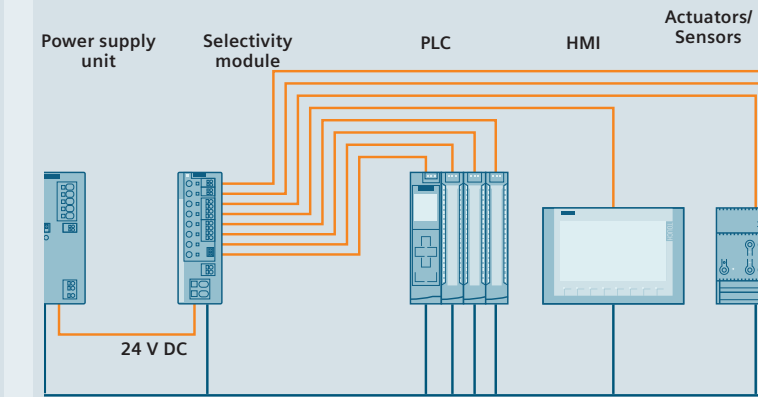 Power supply
unit
Selectivity
module
PLC
HMI
Actuators/
Sensors
24 V DC